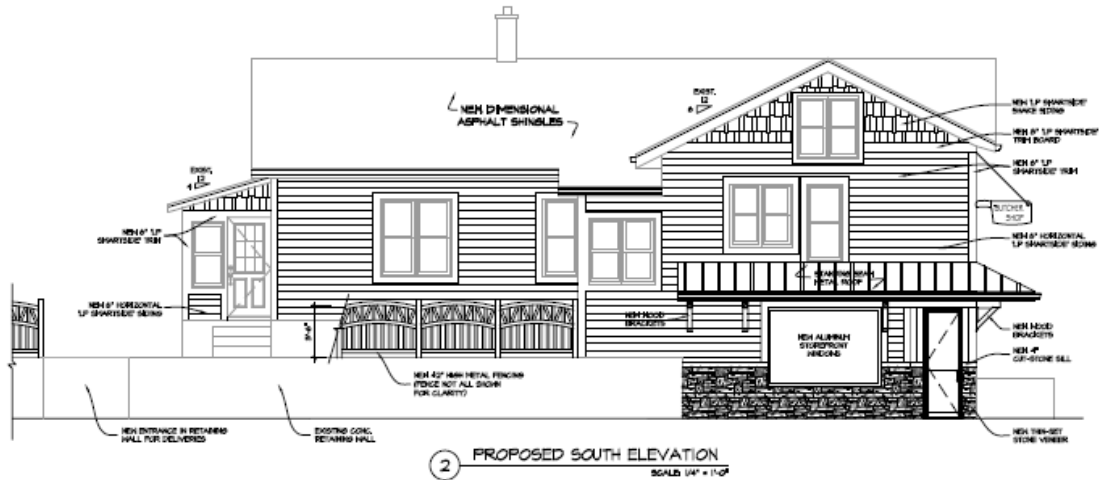 NEW DIMENSIONAL
ASPHALT SHINGLES
EXIST.
12
6
NEW LP SMARTSIDE
SHAKE SIDING
NEW 8" LP SMARTSIDE
TRIM BOARD
NEW 6" LP
SMARTSIDE TRIM
BUTCHER
SHOP
NEW 6" HORIZONTAL
LP SMARTSIDE SIDING
EXIST.
12
4
NEW 6" LP
SMARTSIDE TRIM
NEW 6" HORIZONTAL
LP SMARTSIDE SIDING
STANDING SEAM
METAL ROOF
NEW WOOD
BRACKETS
NEW ALUMINUM
STOREFRONT
WINDOWS
NEW WOOD
BRACKETS
NEW 4"
CUT-STONE SILL
3'-6"
NEW 42" HIGH METAL FENCING
(FENCE NOT ALL SHOWN
FOR CLARITY)
NEW ENTRANCE IN RETAINING
WALL FOR DELIVERIES
EXISTING CONC.
RETAINING WALL
NEW THIN-SET
STONE VENEER
2
PROPOSED SOUTH ELEVATION
SCALE: 1/4" = 1'-0"